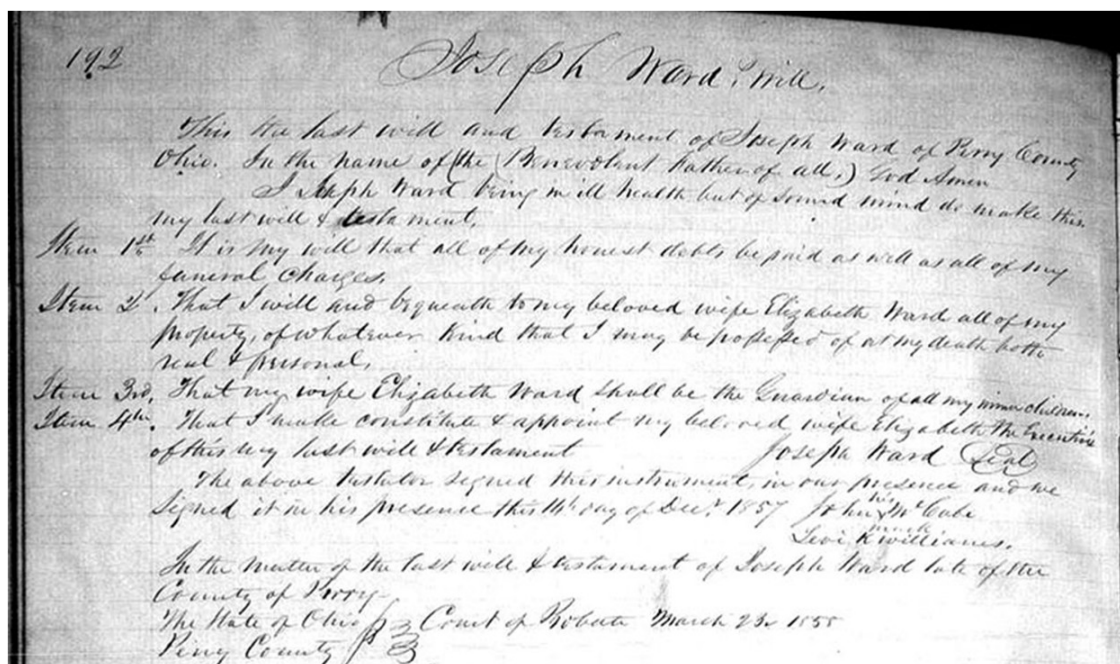 192
Joseph Ward's Will.
This the last will and testament of Joseph Ward of Perry County
Ohio. In the name of (the (Benevolent Father of all,) God Amen
I Joseph Ward being in ill health but of sound mind do make this
my last will & testament.
Item 1st It is my will that all of my honest debts be paid as well as all of my
funeral charges.
Item 2. That I will and bequeath to my beloved wife Elizabeth Ward all of my
property, of whatever kind that I may be possessed of at my death both
real & personal.
Item 3rd. That my wife Elizabeth Ward shall be the Guardian of all my minor children.
Item 4th. That I make constitute & appoint my beloved wife Elizabeth the
of this my last will & testament Joseph Ward Seal
The above testator signed this instrument, in our presence and we
signed it in his presence this day of Decr 1857 John his mark McCabe
Levi K Williams.
In the matter of the last will & testament of Joseph Ward late of the
County of Perry
The State of Ohio Court of Probate March 23 1858
Perry County